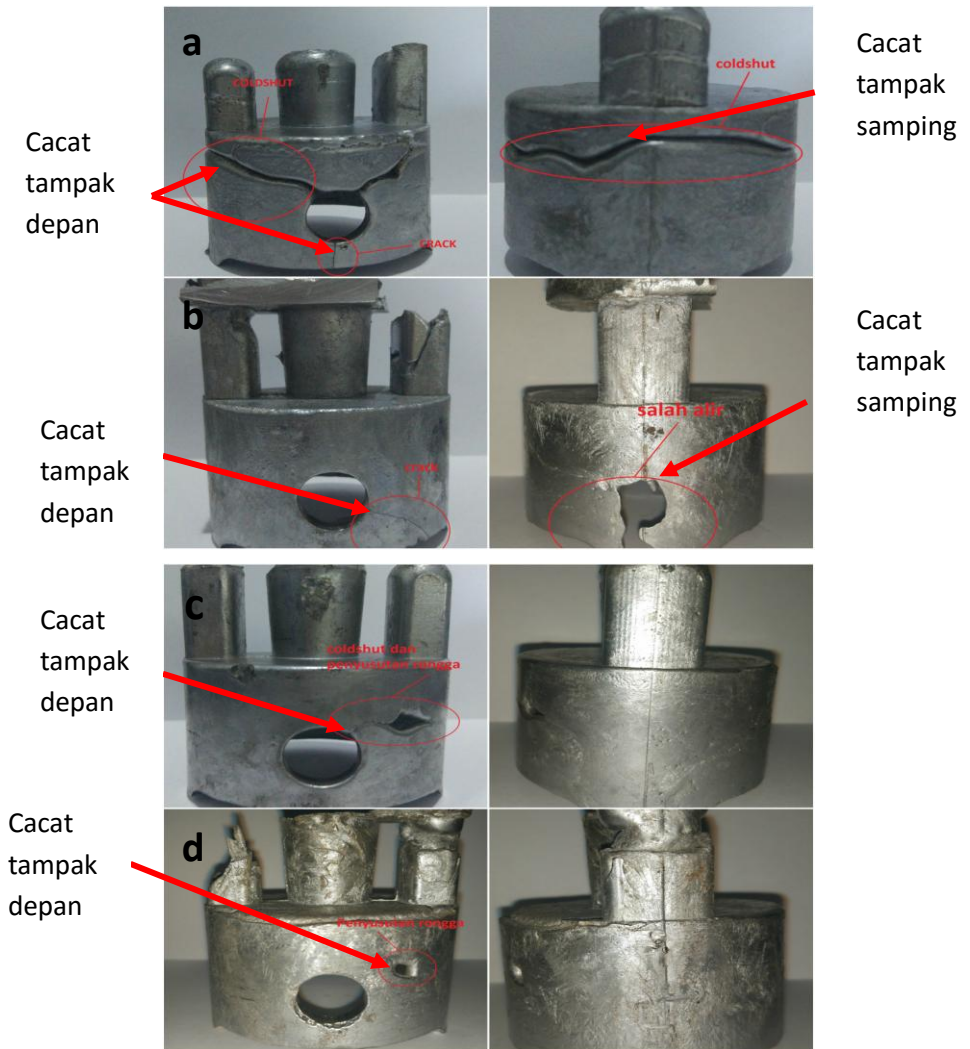 a
COLDSHUT
Cacat
tampak
depan
CRACK
coldshut
Cacat
tampak
samping
b
Cacat
tampak
depan
CRACK
salah alir
Cacat
tampak
samping
c
Cacat
tampak
depan
coldshut dan
penyusutan rongga
d
Cacat
tampak
depan
Penyusutan rongga